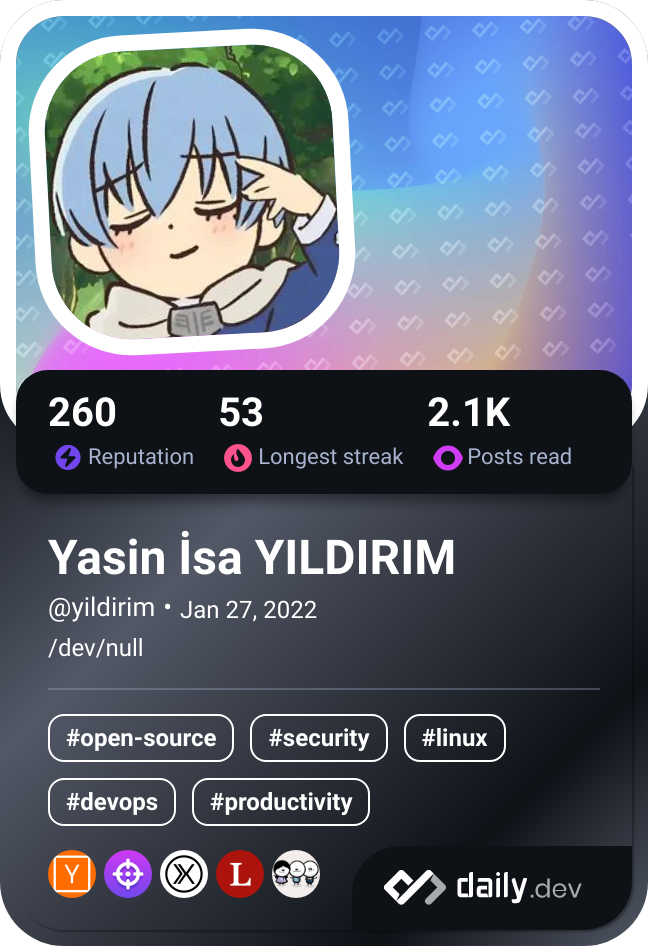 260 53 2.1K
Reputation Longest streak Posts read
Yasin İsa YILDIRIM
@yildirim • Jan 27, 2022
/dev/null
#open-source #security #linux
#devops #productivity
Y X L daily.dev